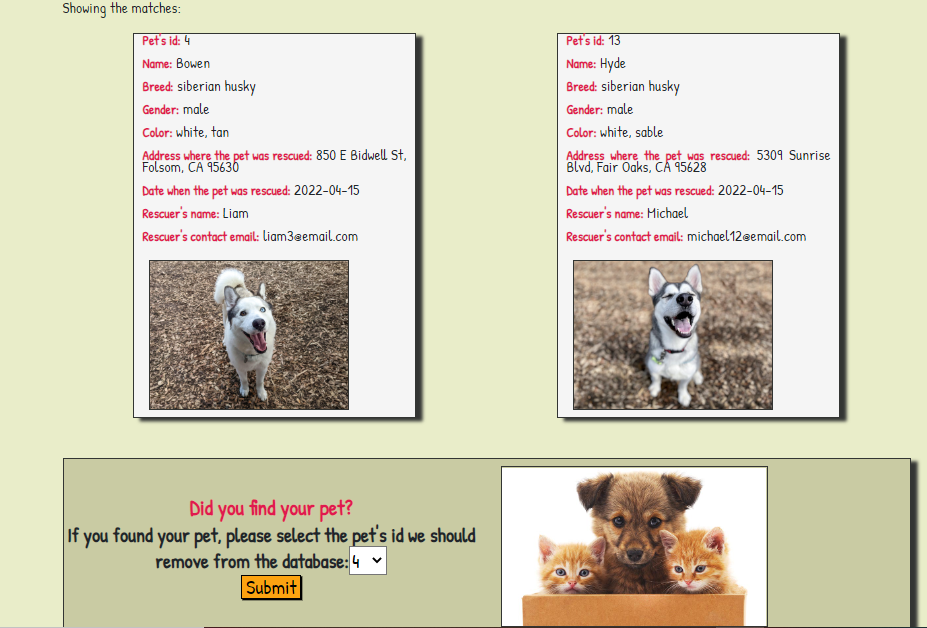 Showing the matches:
Pet's id: 4
Name: Bowen
Breed: siberian husky
Gender: male
Color: white, tan
Address where the pet was rescued: 850 E Bidwell St,
Folsom, CA 95630
Date when the pet was rescued: 2022-04-15
Rescuer's name: Liam
Rescuer's contact email: liam3@email.com
Pet's id: 13
Name: Hyde
Breed: siberian husky
Gender: male
Color: white, sable
Address where the pet was rescued: 5309 Sunrise
Blvd, Fair Oaks, CA 95628
Date when the pet was rescued: 2022-04-15
Rescuer's name: Michael
Rescuer's contact email: michael12@email.com
Did you find your pet?
If you found your pet, please select the pet's id we should
remove from the database: 4
Submit